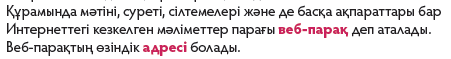 Құрамында мәтіні, суреті, сілтемелері және де басқа ақпараттары бар
Интернеттегі кезкелген мәліметтер парағы веб-парақ деп аталады.
Веб-парақтың өзіндік адресі болады.